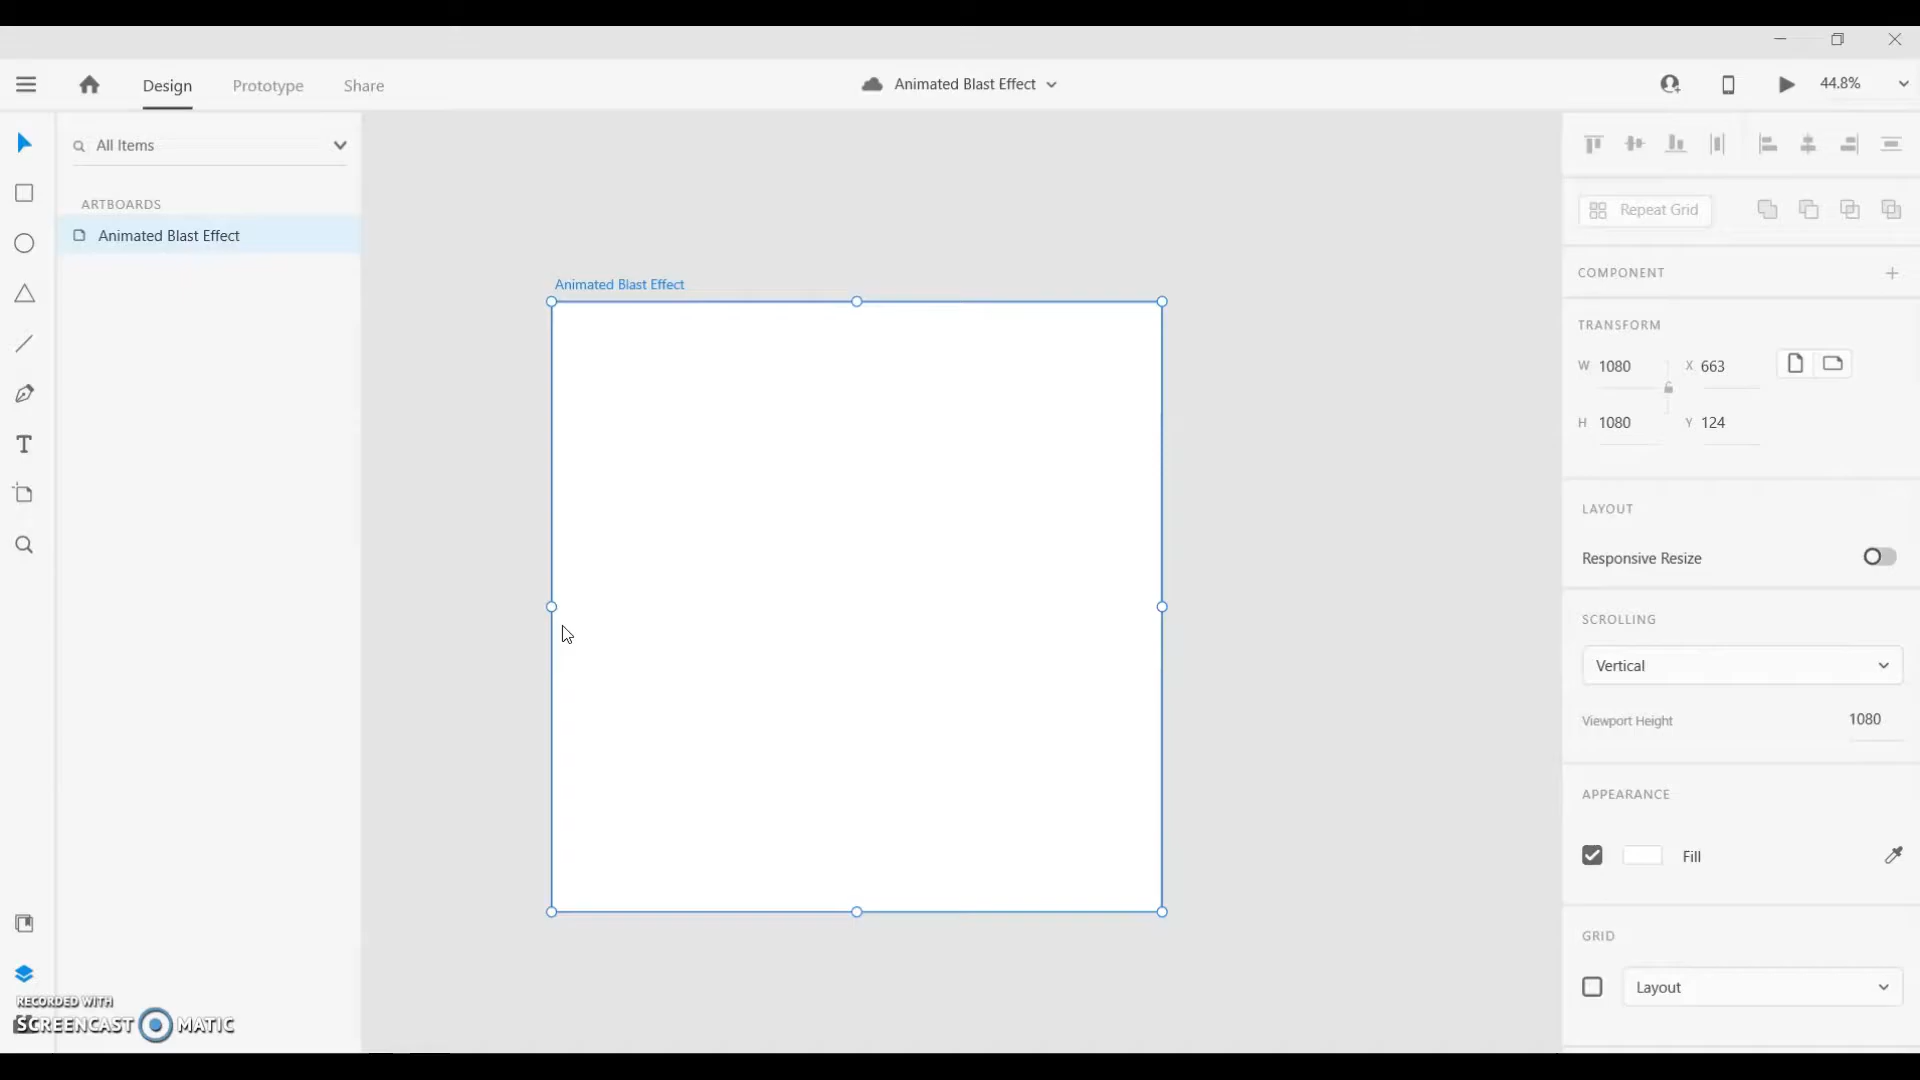 Design
Prototype
Share
Animated Blast Effect
44.8%
All Items
ARTBOARDS
Animated Blast Effect
Animated Blast Effect
Repeat Grid
COMPONENT
TRANSFORM
W 1080
X 663
H 1080
Y 124
LAYOUT
Responsive Resize
SCROLLING
Vertical
Viewport Height
1080
APPEARANCE
Fill
GRID
Layout
RECORDED WITH
SCREENCAST MATIC